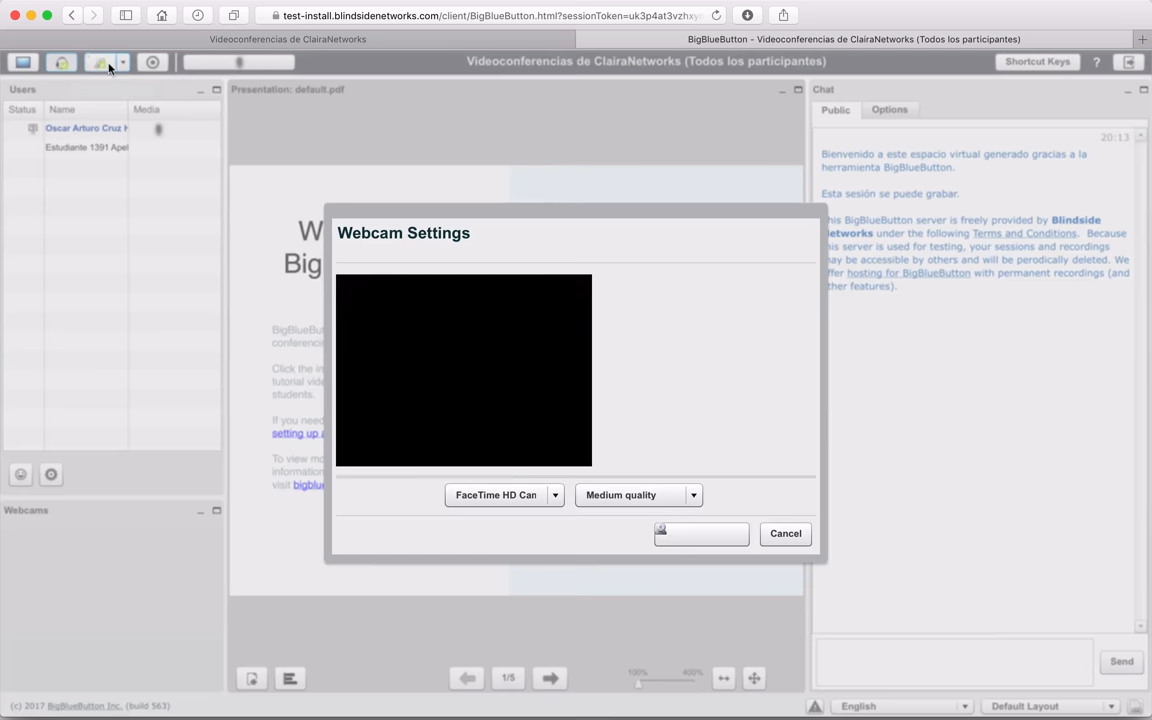 test-install.blindsidenetworks.com/client/BigBlueButton.html?sessionToken=uk3p4at3vzhxy
Videoconferencias de ClairaNetworks
BigBlueButton - Videoconferencias de ClairaNetworks (Todos los participantes)
Videoconferencias de ClairaNetworks (Todos los participantes)
Shortcut Keys
?
Users
Status Name Media
Oscar Arturo Cruz H
Estudiante 1391 Apel
Webcams
Presentation: default.pdf
W
Big
BigBlueBut
conferencin
Click the in
tutorial vide
students.
If you need
setting up a
To view mo
information
visit bigblue
Webcam Settings
FaceTime HD Can
Medium quality
Cancel
1/5
100% 400%
Chat
Public Options
20:13
Bienvenido a este espacio virtual generado gracias a la
herramienta BigBlueButton.
Esta sesión se puede grabar.
his BigBlueButton server is freely provided by Blindside
etworks under the following Terms and Conditions. Because
his server is used for testing, your sessions and recordings
may be accessible by others and will be perodically deleted. We
ffer hosting for BigBlueButton with permanent recordings (and
ther features).
Send
(c) 2017 BigBlueButton Inc. (build 563)
English
Default Layout